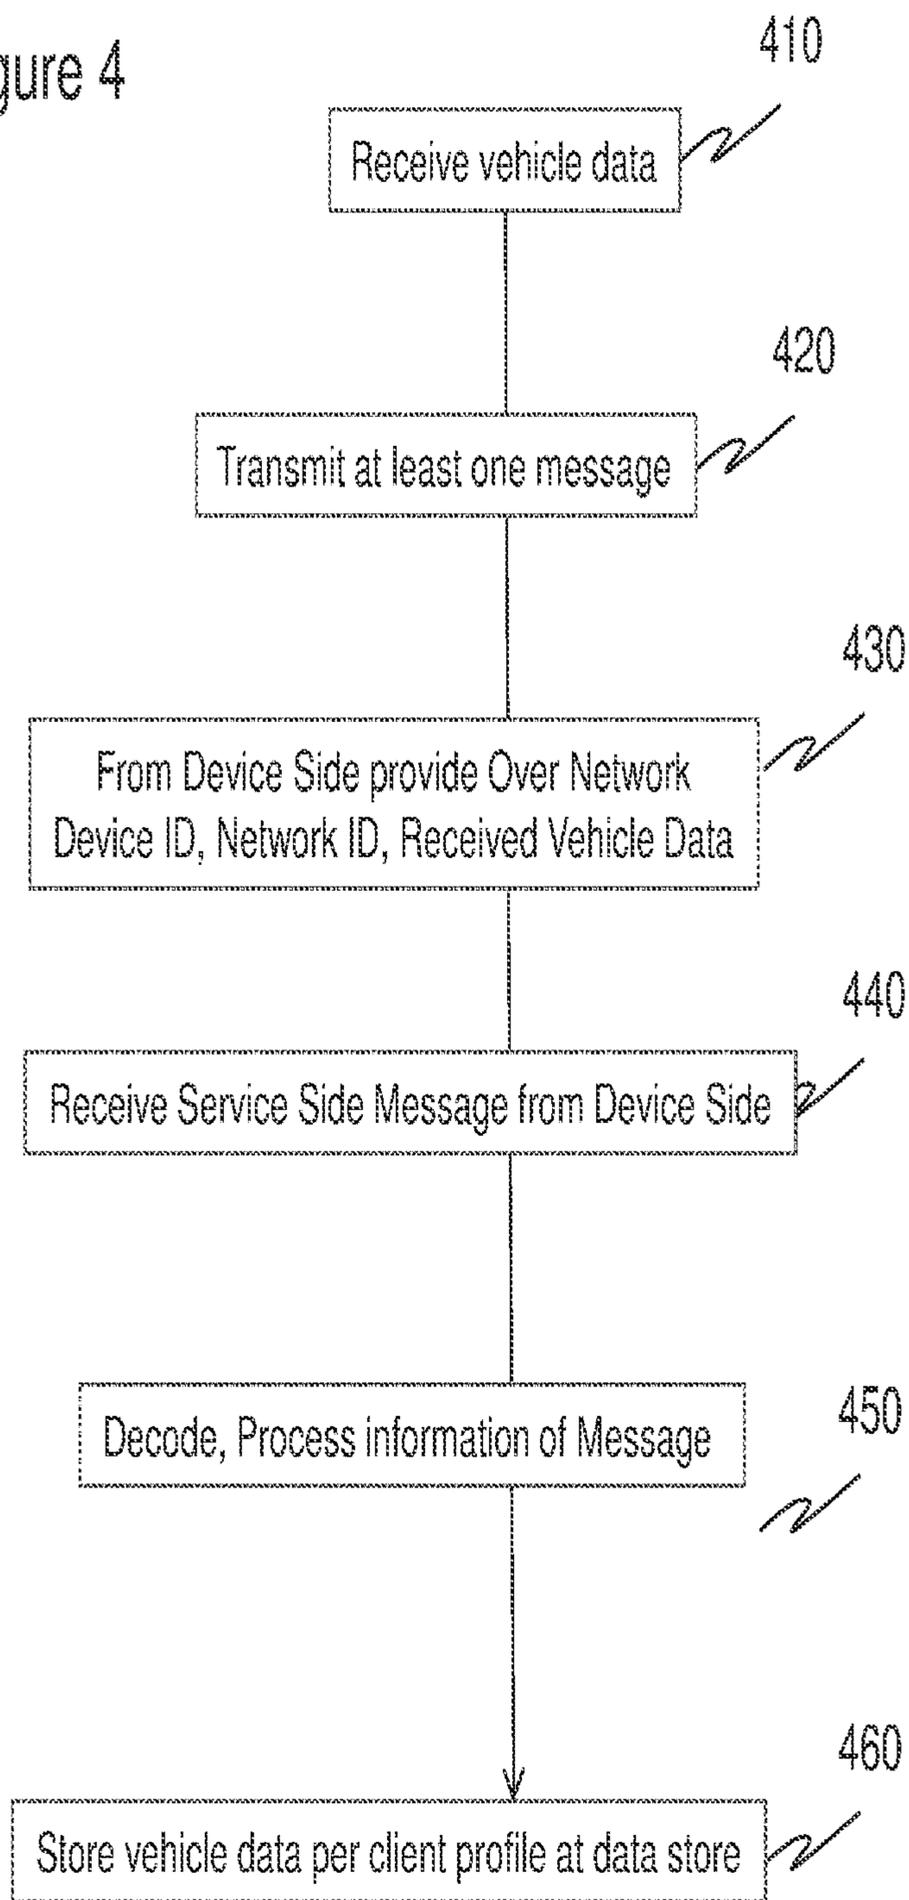 gure 4
410
Receive vehicle data
420
Transmit at least one message
430
From Device Side provide Over Network
Device ID, Network ID, Received Vehicle Data
440
Receive Service Side Message from Device Side
450
Decode, Process information of Message
460
Store vehicle data per client profile at data store